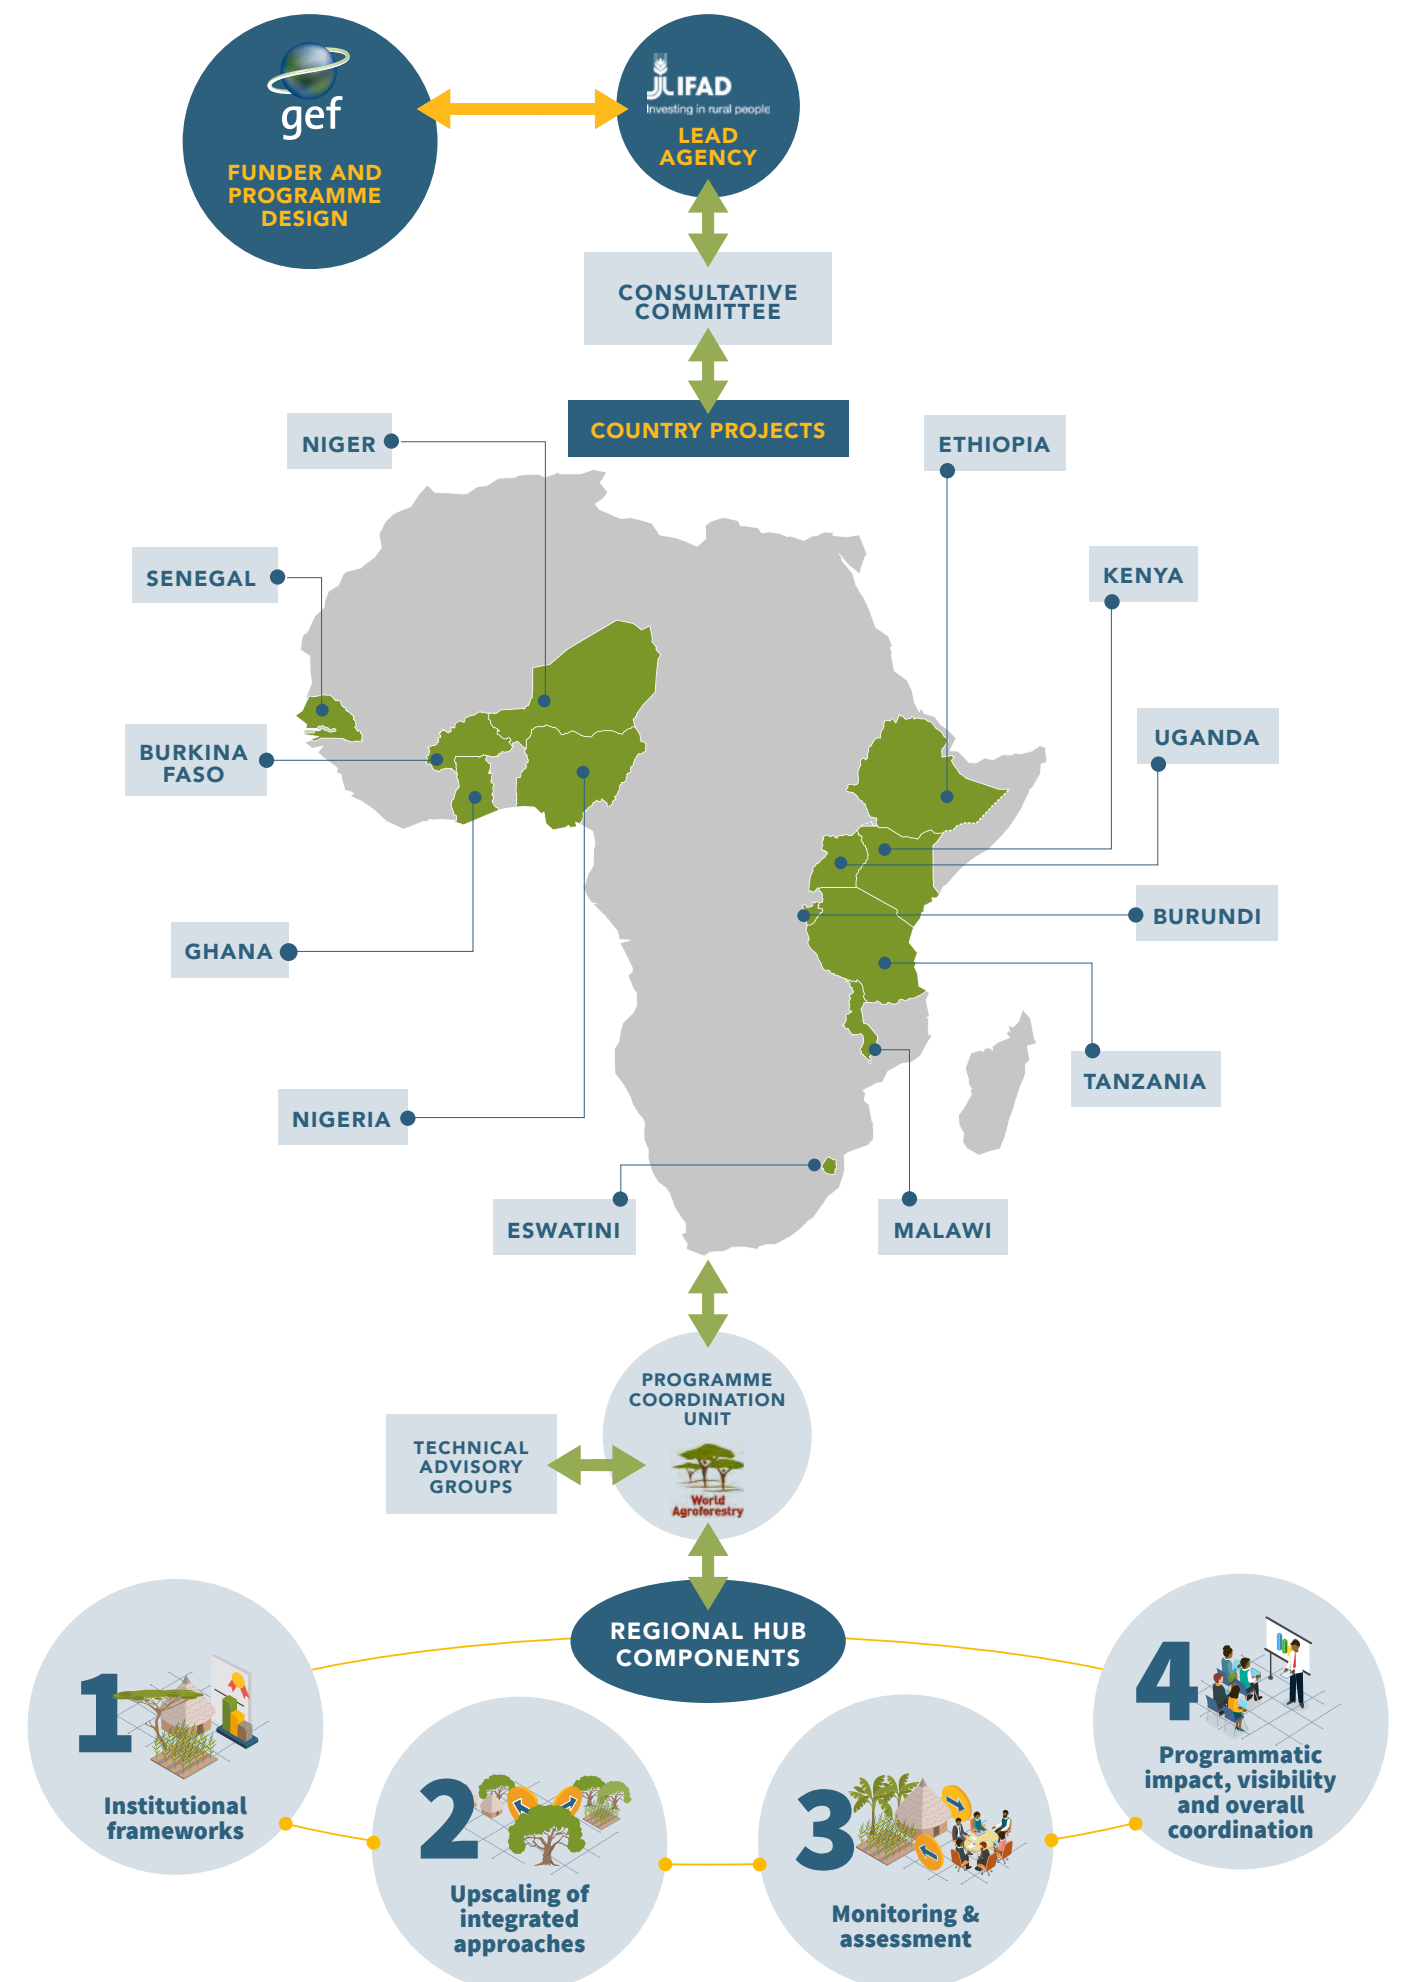 gef
FUNDER AND
PROGRAMME
DESIGN
IFAD
Investing in rural people
LEAD
AGENCY
CONSULTATIVE
COMMITTEE
COUNTRY PROJECTS
NIGER
ETHIOPIA
SENEGAL
KENYA
BURKINA
FASO
UGANDA
GHANA
BURUNDI
TANZANIA
NIGERIA
ESWATINI
MALAWI
PROGRAMME
COORDINATION
UNIT
World
Agroforestry
TECHNICAL
ADVISORY
GROUPS
REGIONAL HUB
COMPONENTS
1
Institutional
frameworks
2
Upscaling of
integrated
approaches
3
Monitoring &
assessment
4
Programmatic
impact, visibility
and overall
coordination